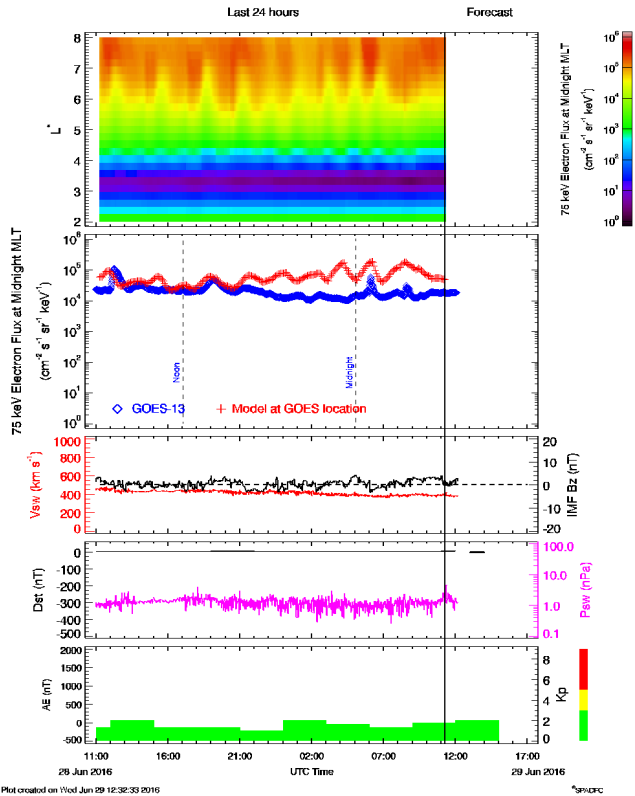 Last 24 hours
Forecast
8
7
6
5
4
3
2
L*
10⁶
10⁵
10⁴
10³
10²
10¹
10⁰
75 keV Electron Flux at Midnight MLT
(cm⁻² s⁻¹ sr⁻¹ keV⁻¹)
10⁶
10⁵
10⁴
10³
10²
10¹
10⁰
75 keV Electron Flux at Midnight MLT
(cm⁻² s⁻¹ sr⁻¹ keV⁻¹)
Noon
Midnight
GOES-13
Model at GOES location
1000
800
600
400
200
0
Vsw (km s⁻¹)
20
10
0
-10
-20
IMF Bz (nT)
0
-100
-200
-300
-400
-500
Dst (nT)
100.0
10.0
1.0
0.1
Psw (nPa)
2000
1500
1000
500
0
-500
AE (nT)
8
6
4
2
0
Kp
11:00 16:00 21:00 02:00 07:00 12:00 17:00
28 Jun 2016 UTC Time 29 Jun 2016
Plot created on Wed Jun 29 12:32:33 2016